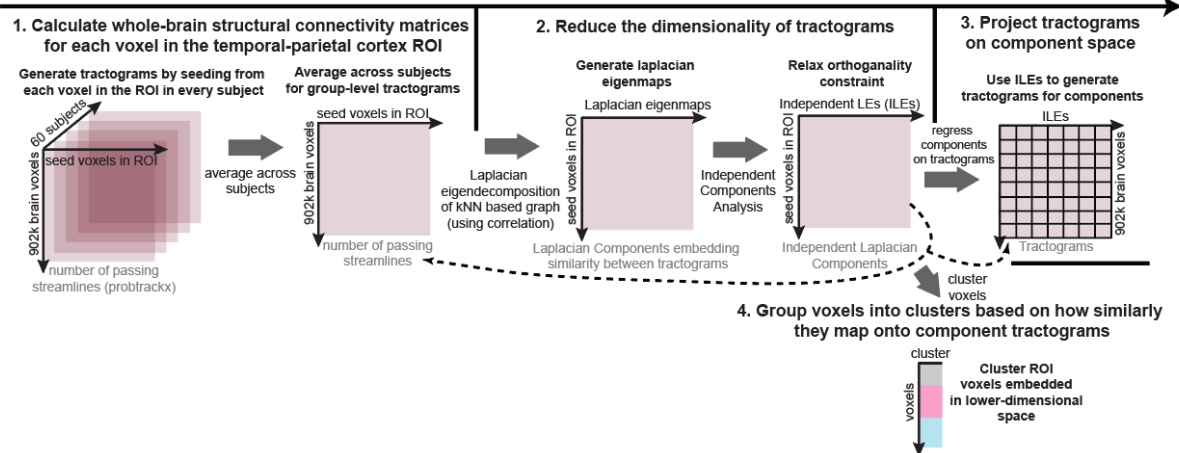 1. Calculate whole-brain structural connectivity matrices
for each voxel in the temporal-parietal cortex ROI
Generate tractograms by seeding from
each voxel in the ROI in every subject
60 subjects
seed voxels in ROI
902k brain voxels
number of passing
streamlines (probtrackx)
average across
subjects
Average across subjects
for group-level tractograms
seed voxels in ROI
902k brain voxels
number of passing
streamlines
Laplacian
eigendecomposition
of kNN based graph
(using correlation)
2. Reduce the dimensionality of tractograms
Generate laplacian
eigenmaps
Laplacian eigenmaps
seed voxels in ROI
Laplacian Components embedding
similarity between tractograms
Independent
Components
Analysis
Relax orthoganality
constraint
Independent LEs (ILEs)
seed voxels in ROI
Independent Laplacian
Components
regress
components
on tractograms
3. Project tractograms
on component space
Use ILEs to generate
tractograms for components
ILEs
902k brain voxels
Tractograms
cluster
voxels
4. Group voxels into clusters based on how similarly
they map onto component tractograms
cluster
voxels
Cluster ROI
voxels embedded
in lower-dimensional
space